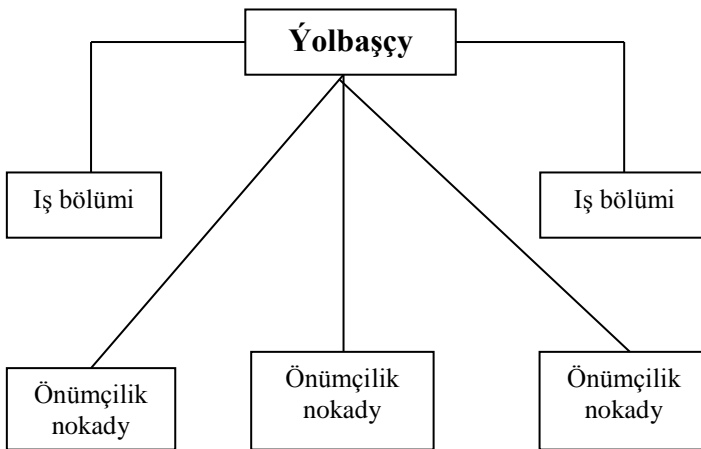 Ýolbaşçy
Iş bölümi
Iş bölümi
Önümçilik
nokady
Önümçilik
nokady
Önümçilik
nokady